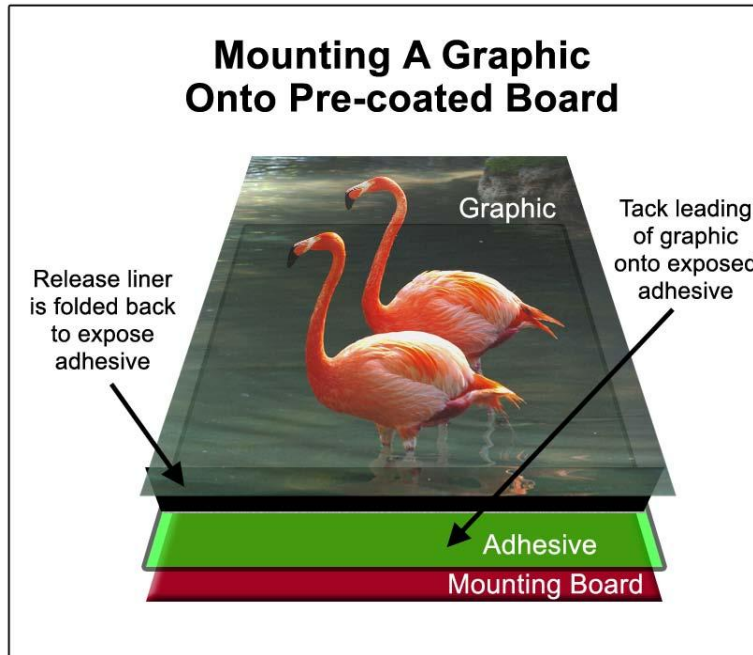 Mounting A Graphic
Onto Pre-coated Board
Graphic
Tack leading
of graphic
onto exposed
adhesive
Release liner
is folded back
to expose
adhesive
Adhesive
Mounting Board